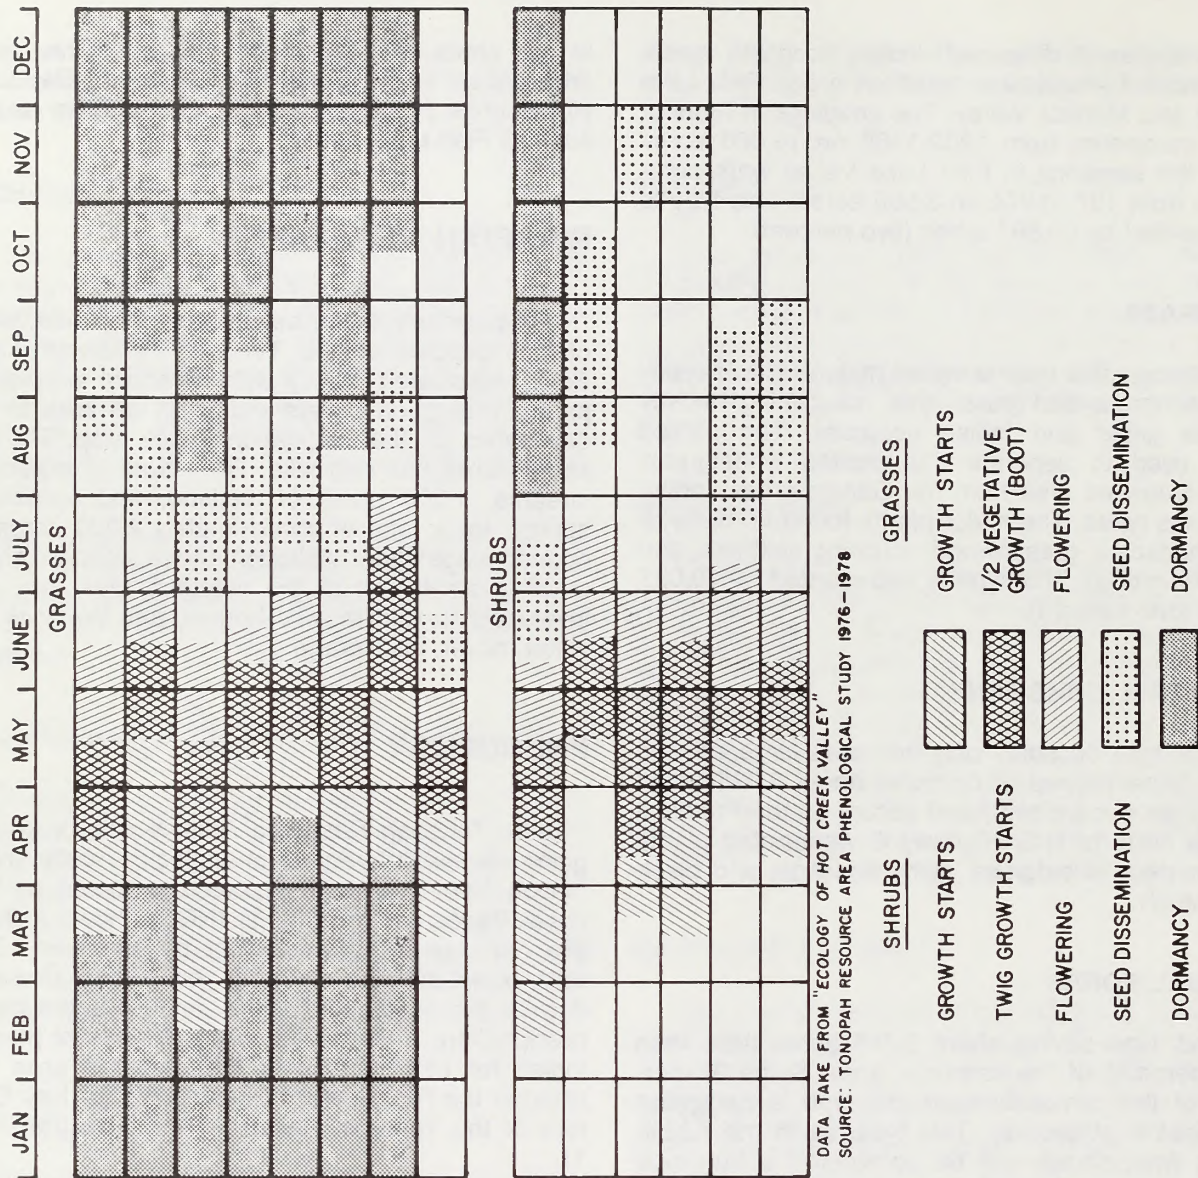 JAN FEB MAR APR MAY JUNE JULY AUG SEP OCT NOV DEC
GRASSES
SHRUBS
DATA TAKE FROM "ECOLOGY OF HOT CREEK VALLEY"
SOURCE: TONOPAH RESOURCE AREA PHENOLOGICAL STUDY 1976-1978
SHRUBS
GROWTH STARTS
TWIG GROWTH STARTS
FLOWERING
SEED DISSEMINATION
DORMANCY
GRASSES
GROWTH STARTS
1/2 VEGETATIVE
GROWTH (BOOT)
FLOWERING
SEED DISSEMINATION
DORMANCY